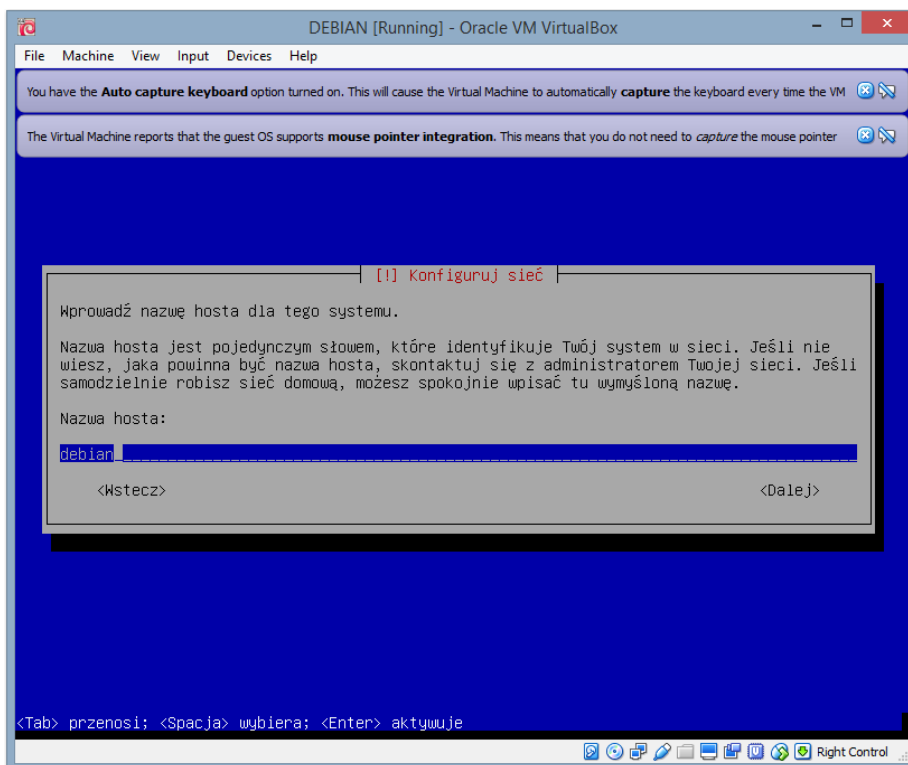 DEBIAN [Running] - Oracle VM VirtualBox
File Machine View Input Devices Help
You have the Auto capture keyboard option turned on. This will cause the Virtual Machine to automatically capture the keyboard every time the VM
The Virtual Machine reports that the guest OS supports mouse pointer integration. This means that you do not need to capture the mouse pointer
[!] Konfiguruj sieć
Wprowadź nazwę hosta dla tego systemu.
Nazwa hosta jest pojedynczym słowem, które identyfikuje Twój system w sieci. Jeśli nie
wiesz, jaka powinna być nazwa hosta, skontaktuj się z administratorem Twojej sieci. Jeśli
samodzielnie robisz sieć domową, możesz spokojnie wpisać tu wymyśloną nazwę.
Nazwa hosta:
debian
<Wstecz> <Dalej>
<Tab> przenosi; <Spacja> wybiera; <Enter> aktywuje
Right Control